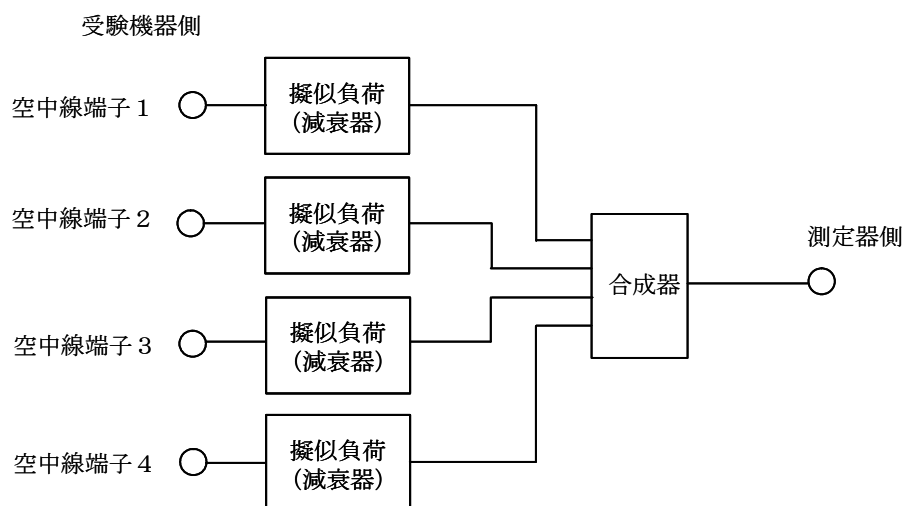 受験機器側
空中線端子１
擬似負荷
(減衰器)
空中線端子２
擬似負荷
(減衰器)
合成器
測定器側
空中線端子３
擬似負荷
(減衰器)
空中線端子４
擬似負荷
(減衰器)